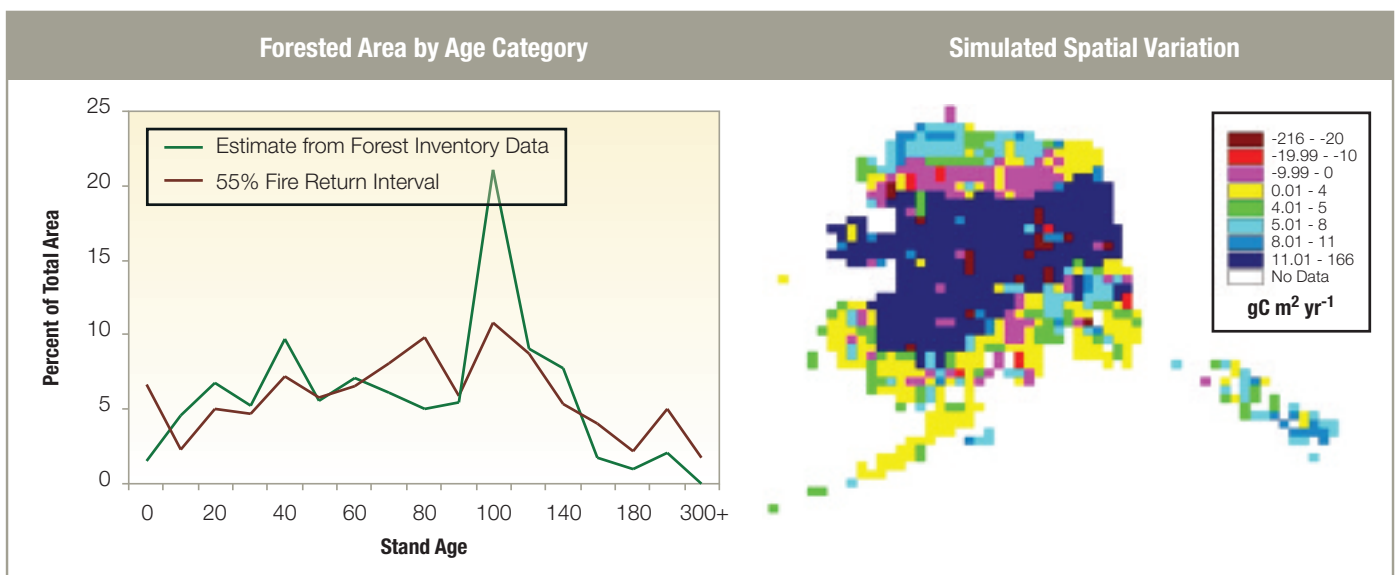 Forested Area by Age Category
Simulated Spatial Variation
25
20
15
10
5
0
Percent of Total Area
Estimate from Forest Inventory Data
55% Fire Return Interval
0 20 40 60 80 100 140 180 300+
Stand Age
-216 - -20
-19.99 - -10
-9.99 - 0
0.01 - 4
4.01 - 5
5.01 - 8
8.01 - 11
11.01 - 166
No Data
gC m² yr⁻¹